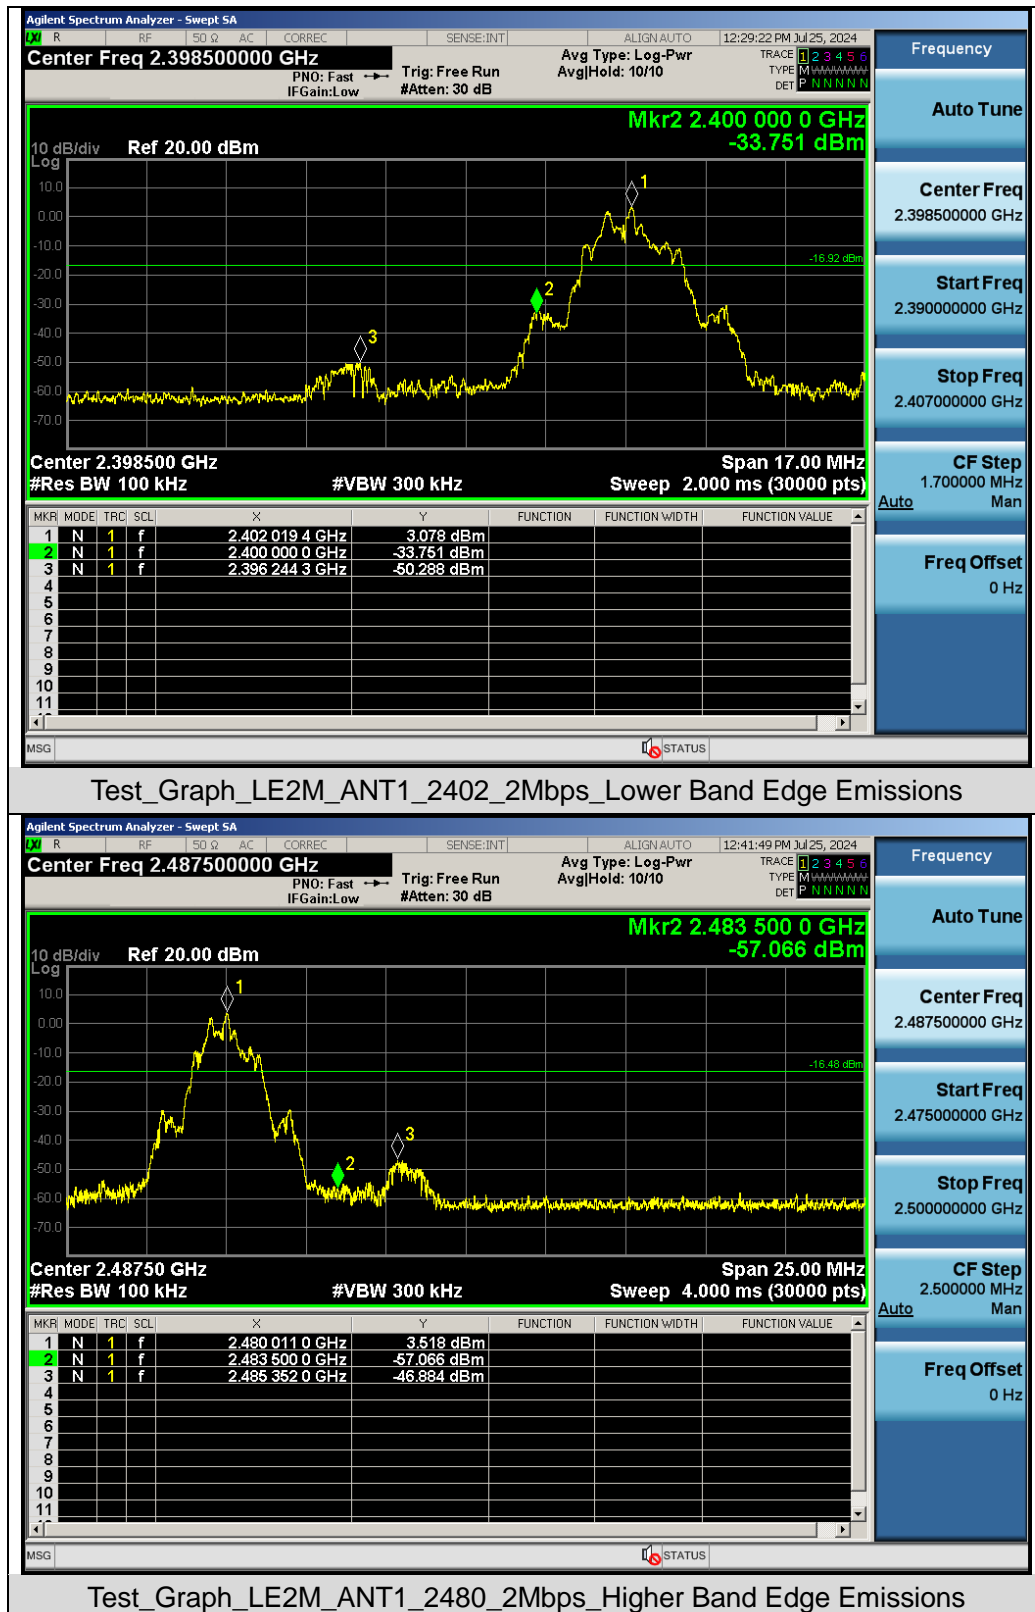 Agilent Spectrum Analyzer - Swept SA
LXI R RF 50 Ω AC CORREC SENSE:INT ALIGN AUTO 12:29:22 PM Jul 25, 2024
Center Freq 2.398500000 GHz
PNO: Fast Trig: Free Run Avg Type: Log-Pwr TRACE 1 2 3 4 5 6
IFGain:Low #Atten: 30 dB Avg|Hold: 10/10 TYPE M WWWWW
DET P N N N N N
Mkr2 2.400 000 0 GHz
-33.751 dBm
10 dB/div Ref 20.00 dBm
Log
10.0
0.00
-10.0
-20.0
-30.0
-40.0
-50.0
-60.0
-70.0
1
-16.92 dBm
2
3
Center 2.398500 GHz Span 17.00 MHz
#Res BW 100 kHz #VBW 300 kHz Sweep 2.000 ms (30000 pts)
MKR MODE TRC SCL X Y FUNCTION FUNCTION WIDTH FUNCTION VALUE
1 N 1 f 2.402 019 4 GHz 3.078 dBm
2 N 1 f 2.400 000 0 GHz -33.751 dBm
3 N 1 f 2.396 244 3 GHz -50.288 dBm
4
5
6
7
8
9
10
11
MSG STATUS
Frequency
Auto Tune
Center Freq
2.398500000 GHz
Start Freq
2.390000000 GHz
Stop Freq
2.407000000 GHz
CF Step
1.700000 MHz
Auto Man
Freq Offset
0 Hz
Test_Graph_LE2M_ANT1_2402_2Mbps_Lower Band Edge Emissions
Agilent Spectrum Analyzer - Swept SA
LXI R RF 50 Ω AC CORREC SENSE:INT ALIGN AUTO 12:41:49 PM Jul 25, 2024
Center Freq 2.487500000 GHz
PNO: Fast Trig: Free Run Avg Type: Log-Pwr TRACE 1 2 3 4 5 6
IFGain:Low #Atten: 30 dB Avg|Hold: 10/10 TYPE M WWWWW
DET P N N N N N
Mkr2 2.483 500 0 GHz
-57.066 dBm
10 dB/div Ref 20.00 dBm
Log
10.0
0.00
-10.0
-20.0
-30.0
-40.0
-50.0
-60.0
-70.0
1
-16.48 dBm
2
3
Center 2.48750 GHz Span 25.00 MHz
#Res BW 100 kHz #VBW 300 kHz Sweep 4.000 ms (30000 pts)
MKR MODE TRC SCL X Y FUNCTION FUNCTION WIDTH FUNCTION VALUE
1 N 1 f 2.480 011 0 GHz 3.518 dBm
2 N 1 f 2.483 500 0 GHz -57.066 dBm
3 N 1 f 2.485 352 0 GHz -46.884 dBm
4
5
6
7
8
9
10
11
MSG STATUS
Frequency
Auto Tune
Center Freq
2.487500000 GHz
Start Freq
2.475000000 GHz
Stop Freq
2.500000000 GHz
CF Step
2.500000 MHz
Auto Man
Freq Offset
0 Hz
Test_Graph_LE2M_ANT1_2480_2Mbps_Higher Band Edge Emissions